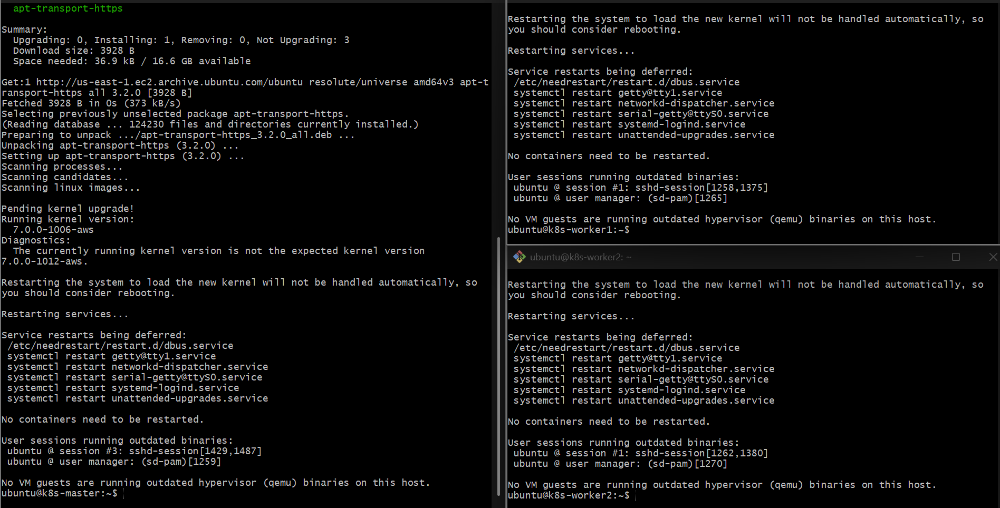 apt-transport-https
Summary:
Upgrading: 0, Installing: 1, Removing: 0, Not Upgrading: 3
Download size: 3928 B
Space needed: 36.9 kB / 16.6 GB available
Get:1 http://us-east-1.ec2.archive.ubuntu.com/ubuntu resolute/universe amd64v3 apt-t
ransport-https all 3.2.0 [3928 B]
Fetched 3928 B in 0s (373 kB/s)
Selecting previously unselected package apt-transport-https.
(Reading database ... 124230 files and directories currently installed.)
Preparing to unpack .../apt-transport-https_3.2.0_all.deb ...
Unpacking apt-transport-https (3.2.0) ...
Setting up apt-transport-https (3.2.0) ...
Scanning processes...
Scanning candidates...
Scanning linux images...
Pending kernel upgrade!
Running kernel version:
7.0.0-1006-aws
Diagnostics:
The currently running kernel version is not the expected kernel version
7.0.0-1012-aws.
Restarting the system to load the new kernel will not be handled automatically, so
you should consider rebooting.
Restarting services...
Service restarts being deferred:
/etc/needrestart/restart.d/dbus.service
systemctl restart getty@tty1.service
systemctl restart networkd-dispatcher.service
systemctl restart serial-getty@ttyS0.service
systemctl restart systemd-logind.service
systemctl restart unattended-upgrades.service
No containers need to be restarted.
User sessions running outdated binaries:
ubuntu @ session #3: sshd-session[1429,1487]
ubuntu @ user manager: (sd-pam)[1259]
No VM guests are running outdated hypervisor (qemu) binaries on this host.
ubuntu@k8s-master:~$
Restarting the system to load the new kernel will not be handled automatically, so
you should consider rebooting.
Restarting services...
Service restarts being deferred:
/etc/needrestart/restart.d/dbus.service
systemctl restart getty@tty1.service
systemctl restart networkd-dispatcher.service
systemctl restart serial-getty@ttyS0.service
systemctl restart systemd-logind.service
systemctl restart unattended-upgrades.service
No containers need to be restarted.
User sessions running outdated binaries:
ubuntu @ session #1: sshd-session[1258,1375]
ubuntu @ user manager: (sd-pam)[1265]
No VM guests are running outdated hypervisor (qemu) binaries on this host.
ubuntu@k8s-worker1:~$
ubuntu@k8s-worker2: ~
Restarting the system to load the new kernel will not be handled automatically, so
you should consider rebooting.
Restarting services...
Service restarts being deferred:
/etc/needrestart/restart.d/dbus.service
systemctl restart getty@tty1.service
systemctl restart networkd-dispatcher.service
systemctl restart serial-getty@ttyS0.service
systemctl restart systemd-logind.service
systemctl restart unattended-upgrades.service
No containers need to be restarted.
User sessions running outdated binaries:
ubuntu @ session #1: sshd-session[1262,1380]
ubuntu @ user manager: (sd-pam)[1270]
No VM guests are running outdated hypervisor (qemu) binaries on this host.
ubuntu@k8s-worker2:~$